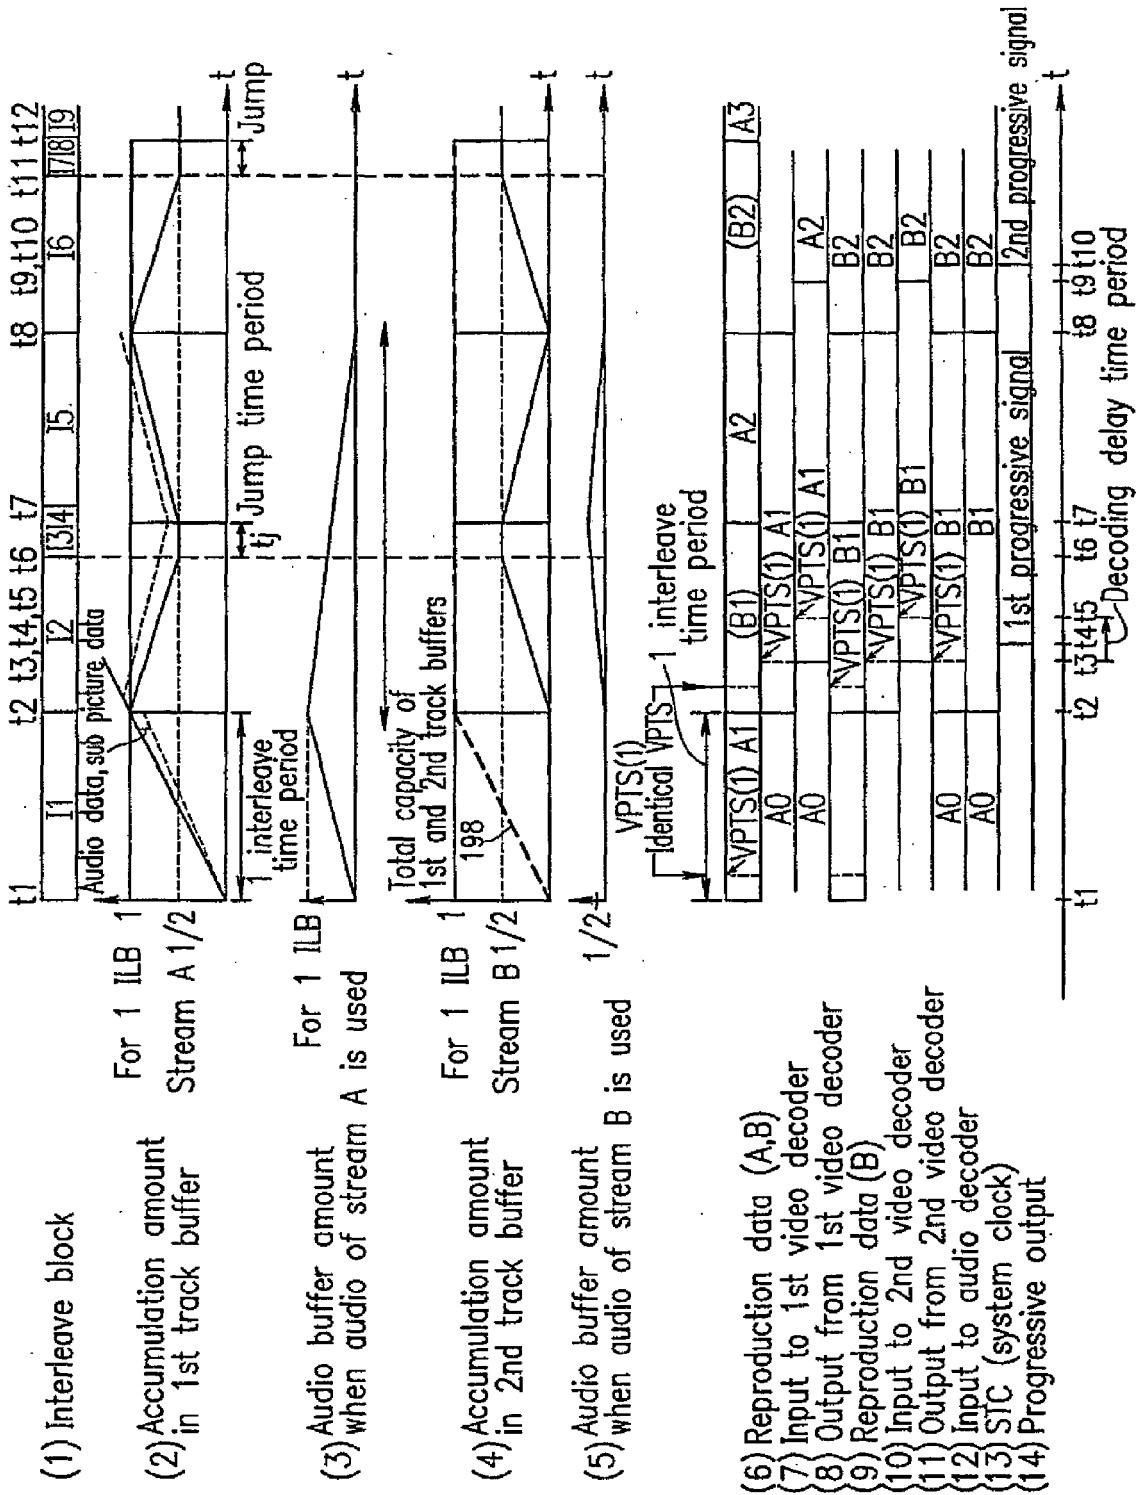 t1 t2 t3,t4,t5 t6 t7 t8 t9,t10 t11 t12
(1) Interleave block
I1 I2 I3 I4 I5 I6 I7 I8 I9
Audio data, sub picture data
(2) Accumulation amount
in 1st track buffer
For 1 ILB 1
Stream A 1/2
t
1 interleave
time period
tj
Jump time period
Jump
(3) Audio buffer amount
when audio of stream A is used
For 1 ILB
t
Total capacity of
1st and 2nd track buffers
(4) Accumulation amount
in 2nd track buffer
For 1 ILB 1
Stream B 1/2
198
t
(5) Audio buffer amount
when audio of stream B is used
1/2
t
VPTS(1)
Identical VPTS
1 interleave
time period
(6) Reproduction data (A,B)
VPTS(1) A1 (B1) A2 (B2) A3
(7) Input to 1st video decoder
A0 VPTS(1) A1
(8) Output from 1st video decoder
A0 VPTS(1) A1 A2
(9) Reproduction data (B)
VPTS(1) B1 B2
(10) Input to 2nd video decoder
VPTS(1) B1 B2
(11) Output from 2nd video decoder
VPTS(1) B1 B2
(12) Input to audio decoder
A0 VPTS(1) B1 B2
(13) STC (system clock)
A0 B1 B2
(14) Progressive output
1st progressive signal 2nd progressive signal
t1 t2 t3 t4 t5 t6 t7 t8 t9 t10 t
Decoding delay time period